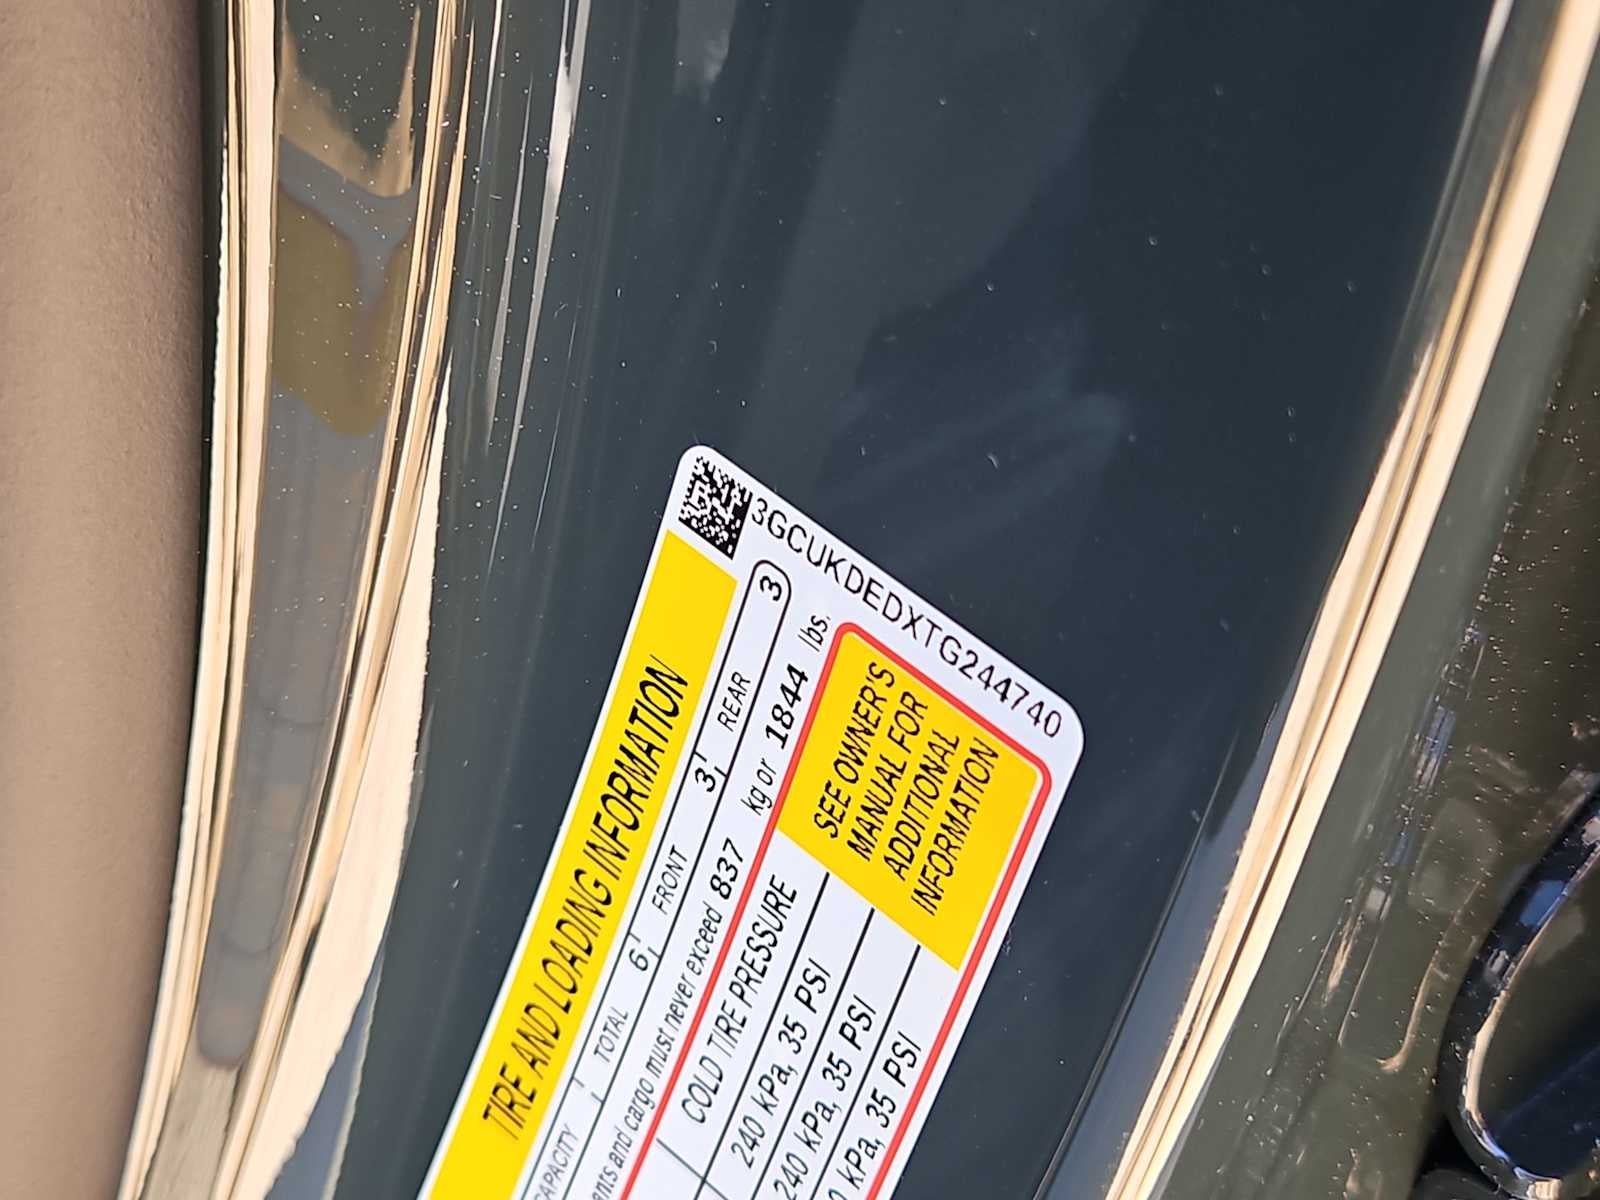 3GCUKDEDXTG244740
TIRE AND LOADING INFORMATION
CAPACITY TOTAL 6 FRONT 3 REAR 3
and cargo must never exceed 837 kg or 1844 lbs.
COLD TIRE PRESSURE
240 kPa, 35 PSI
240 kPa, 35 PSI
kPa, 35 PSI
SEE OWNER'S
MANUAL FOR
ADDITIONAL
INFORMATION